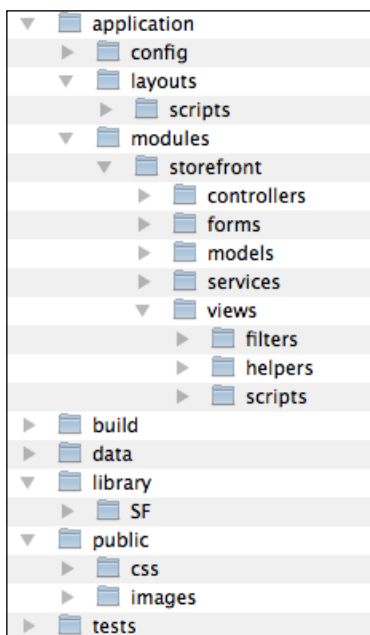 application
config
layouts
scripts
modules
storefront
controllers
forms
models
services
views
filters
helpers
scripts
build
data
library
SF
public
css
images
tests